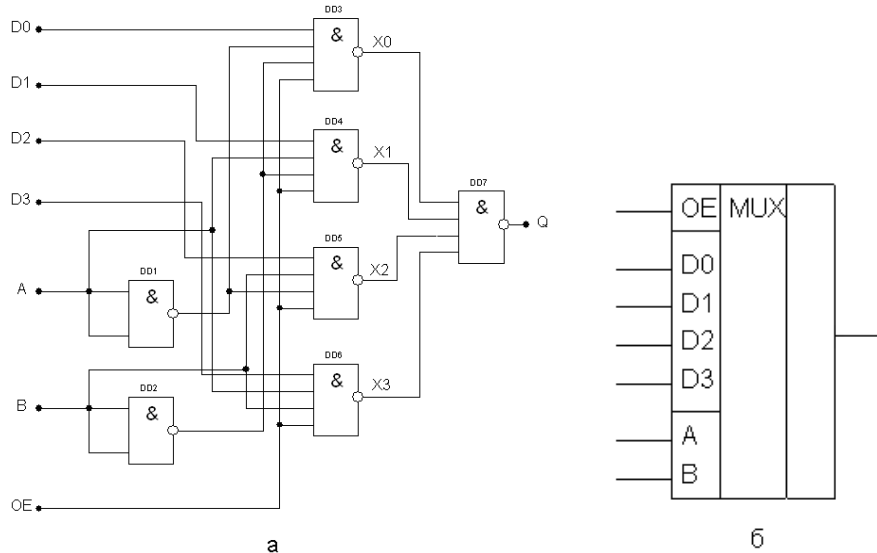 D0
DD3
&
X0
D1
DD4
&
X1
D2
D3
DD7
&
Q
DD5
&
X2
A
DD1
&
DD6
&
X3
B
DD2
&
OE
а
OE MUX
D0
D1
D2
D3
A
B
б